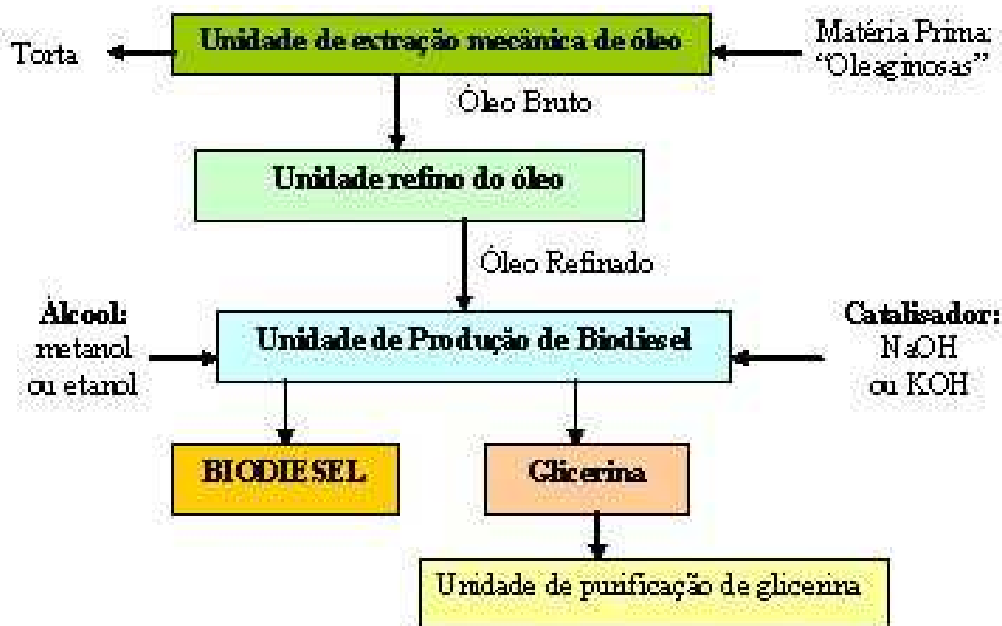 Unidade de extração mecânica de óleo
Torta
Matéria Prima:
"Oleaginosas"
Óleo Bruto
Unidade refino do óleo
Óleo Refinado
Álcool:
metanol
ou etanol
Unidade de Produção de Biodiesel
Catalisador:
NaOH
ou KOH
BIODIESEL
Glicerina
Unidade de purificação de glicerina